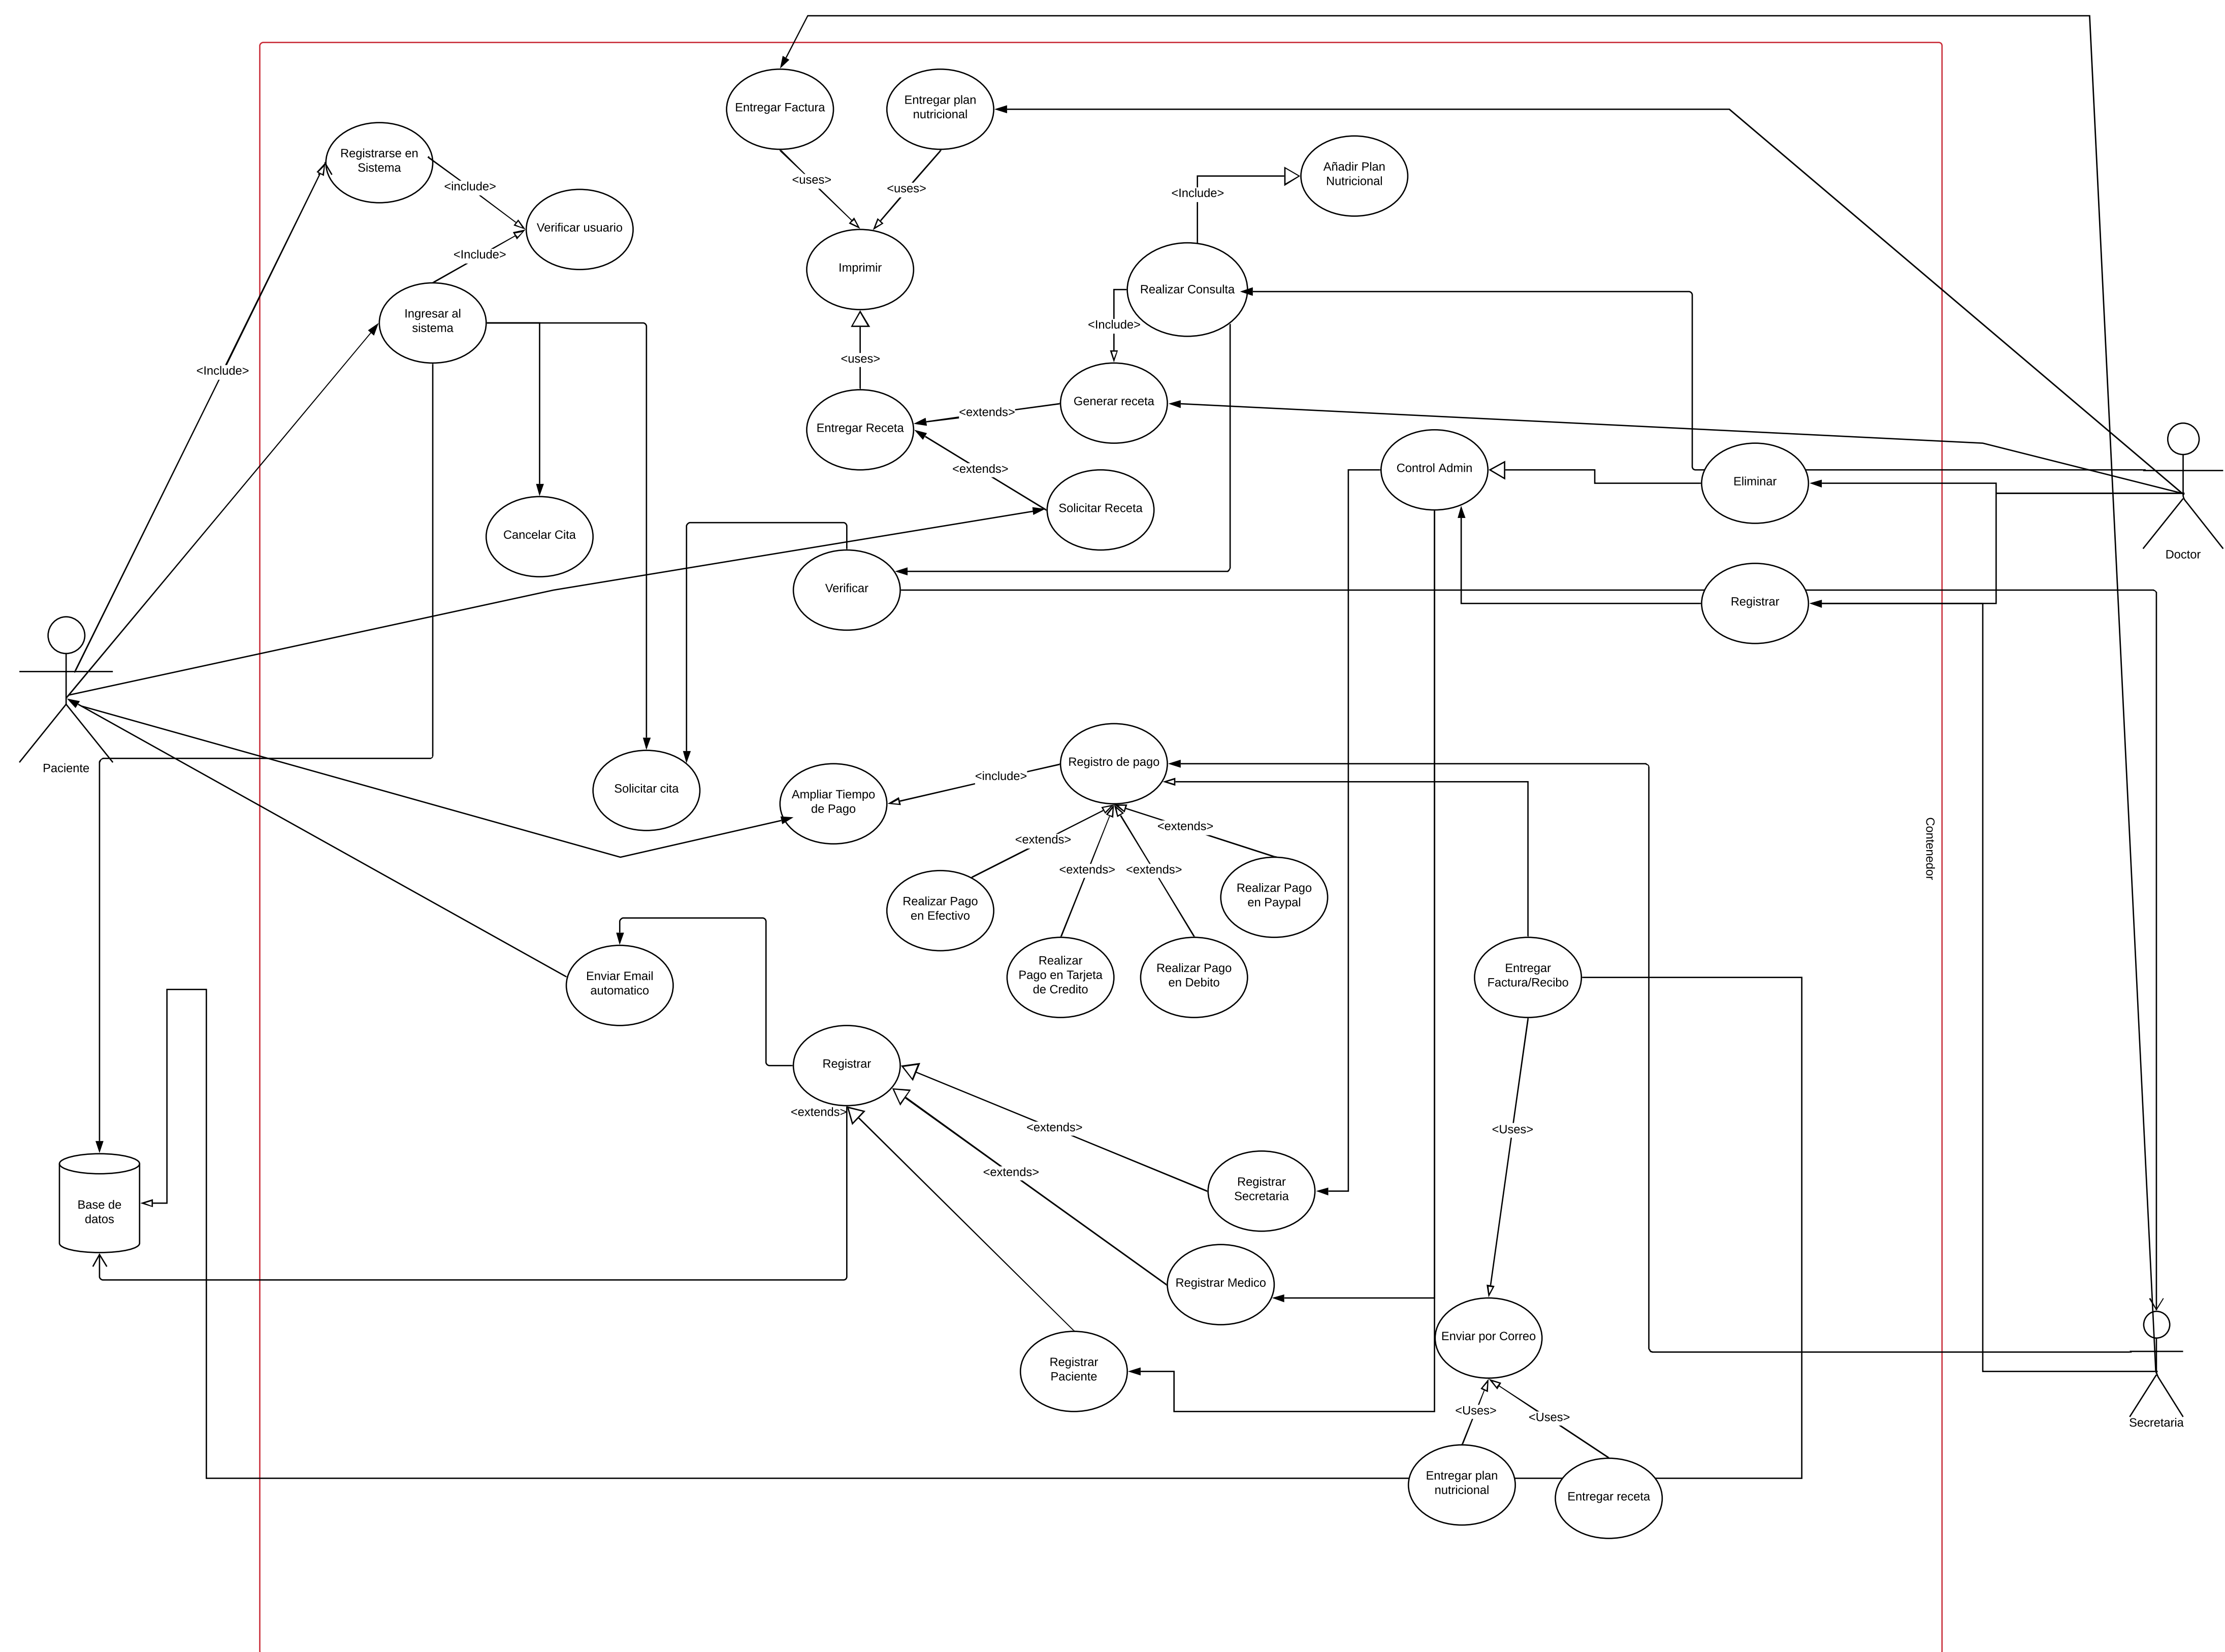 Entregar Factura
Entregar plan
nutricional
Registrarse en
Sistema
<include>
<uses>
<uses>
Añadir Plan
Nutricional
<Include>
Verificar usuario
<Include>
Imprimir
Realizar Consulta
Ingresar al
sistema
<Include>
<uses>
<Include>
Generar receta
<extends>
Entregar Receta
<extends>
Solicitar Receta
Control Admin
Eliminar
Doctor
Cancelar Cita
Verificar
Registrar
Paciente
Registro de pago
<include>
Solicitar cita
Ampliar Tiempo
de Pago
<extends>
<extends>
<extends>
<extends>
Contenedor
Realizar Pago
en Efectivo
Realizar Pago
en Paypal
Realizar
Pago en Tarjeta
de Credito
Realizar Pago
en Debito
Entregar
Factura/Recibo
Enviar Email
automatico
Registrar
<extends>
<extends>
<extends>
<Uses>
Registrar
Secretaria
Base de
datos
Registrar Medico
Enviar por Correo
Registrar
Paciente
<Uses>
<Uses>
Secretaria
Entregar plan
nutricional
Entregar receta